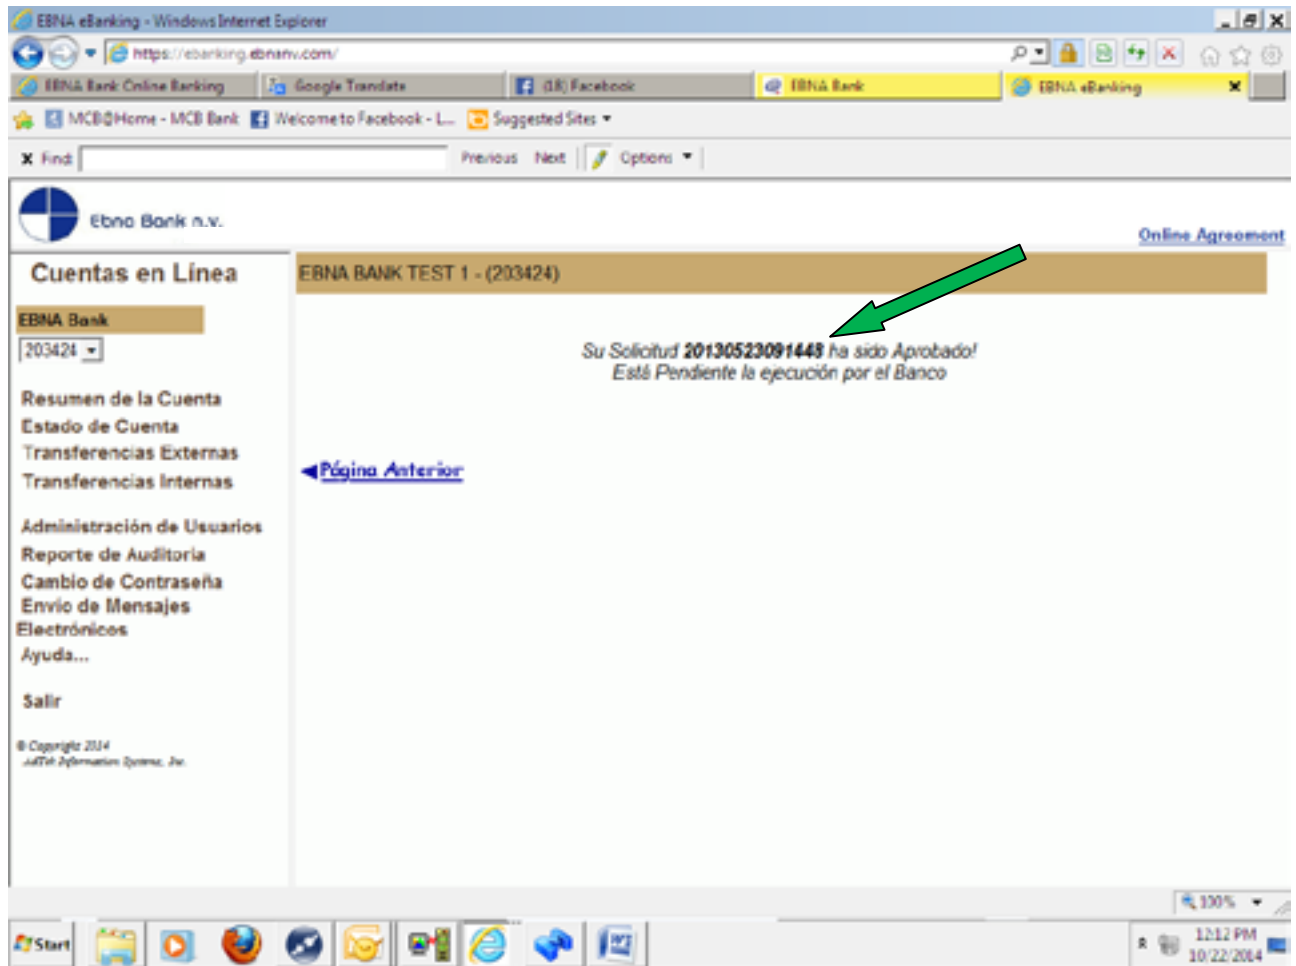 EBNA eBanking - Windows Internet Explorer
https://ebanking.ebnanv.com/
EBNA Bank Online Banking
Google Translate
(18) Facebook
EBNA Bank
EBNA eBanking
MCB@Home - MCB Bank
Welcome to Facebook - L...
Suggested Sites
x Find:
Previous Next Options
Ebna Bank n.v.
Online Agreement
Cuentas en Línea
EBNA BANK TEST 1 - (203424)
EBNA Bank
203424
Su Solicitud 20130523091448 ha sido Aprobado!
Está Pendiente la ejecución por el Banco
Resumen de la Cuenta
Estado de Cuenta
Transferencias Externas
Transferencias Internas
Página Anterior
Administración de Usuarios
Reporte de Auditoria
Cambio de Contraseña
Envio de Mensajes
Electrónicos
Ayuda...
Salir
© Copyright 2014
Information Systems, Inc.
100%
Start
12:12 PM
10/22/2014